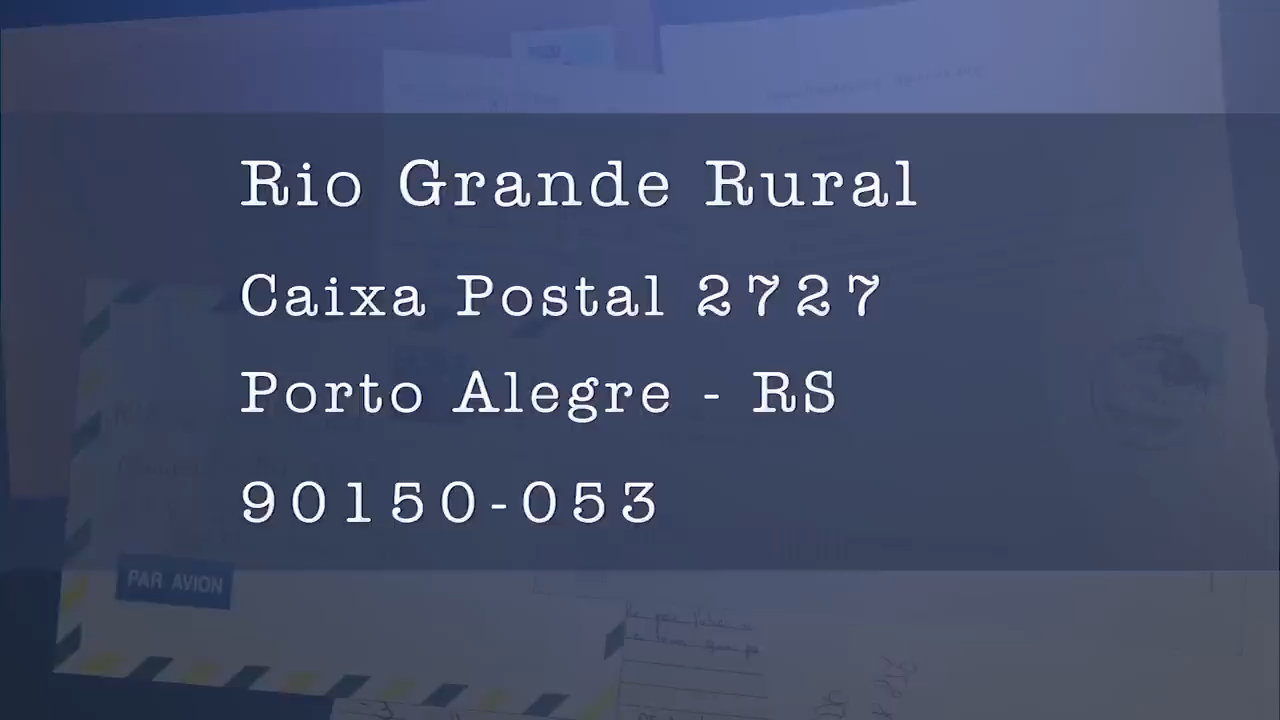 Rio Grande Rural
Caixa Postal 2727
Porto Alegre - RS
90150-053
PAR AVION